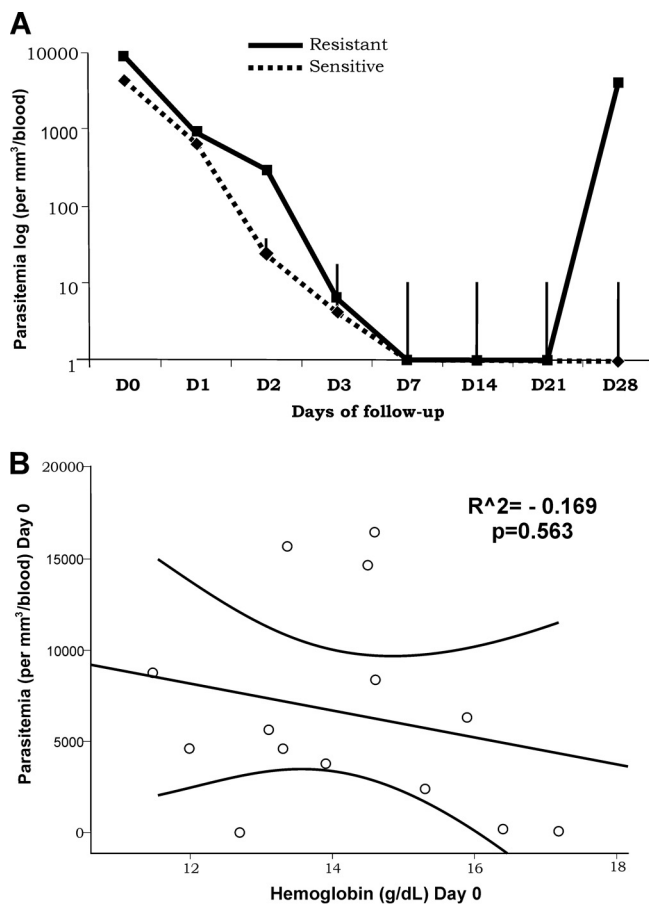 A
Resistant
Sensitive
Parasitemia log (per mm³/blood)
10000
1000
100
10
1
D0 D1 D2 D3 D7 D14 D21 D28
Days of follow-up
B
Parasitemia (per mm³/blood) Day 0
20000
15000
10000
5000
0
R^2= - 0.169
p=0.563
12 14 16 18
Hemoglobin (g/dL) Day 0